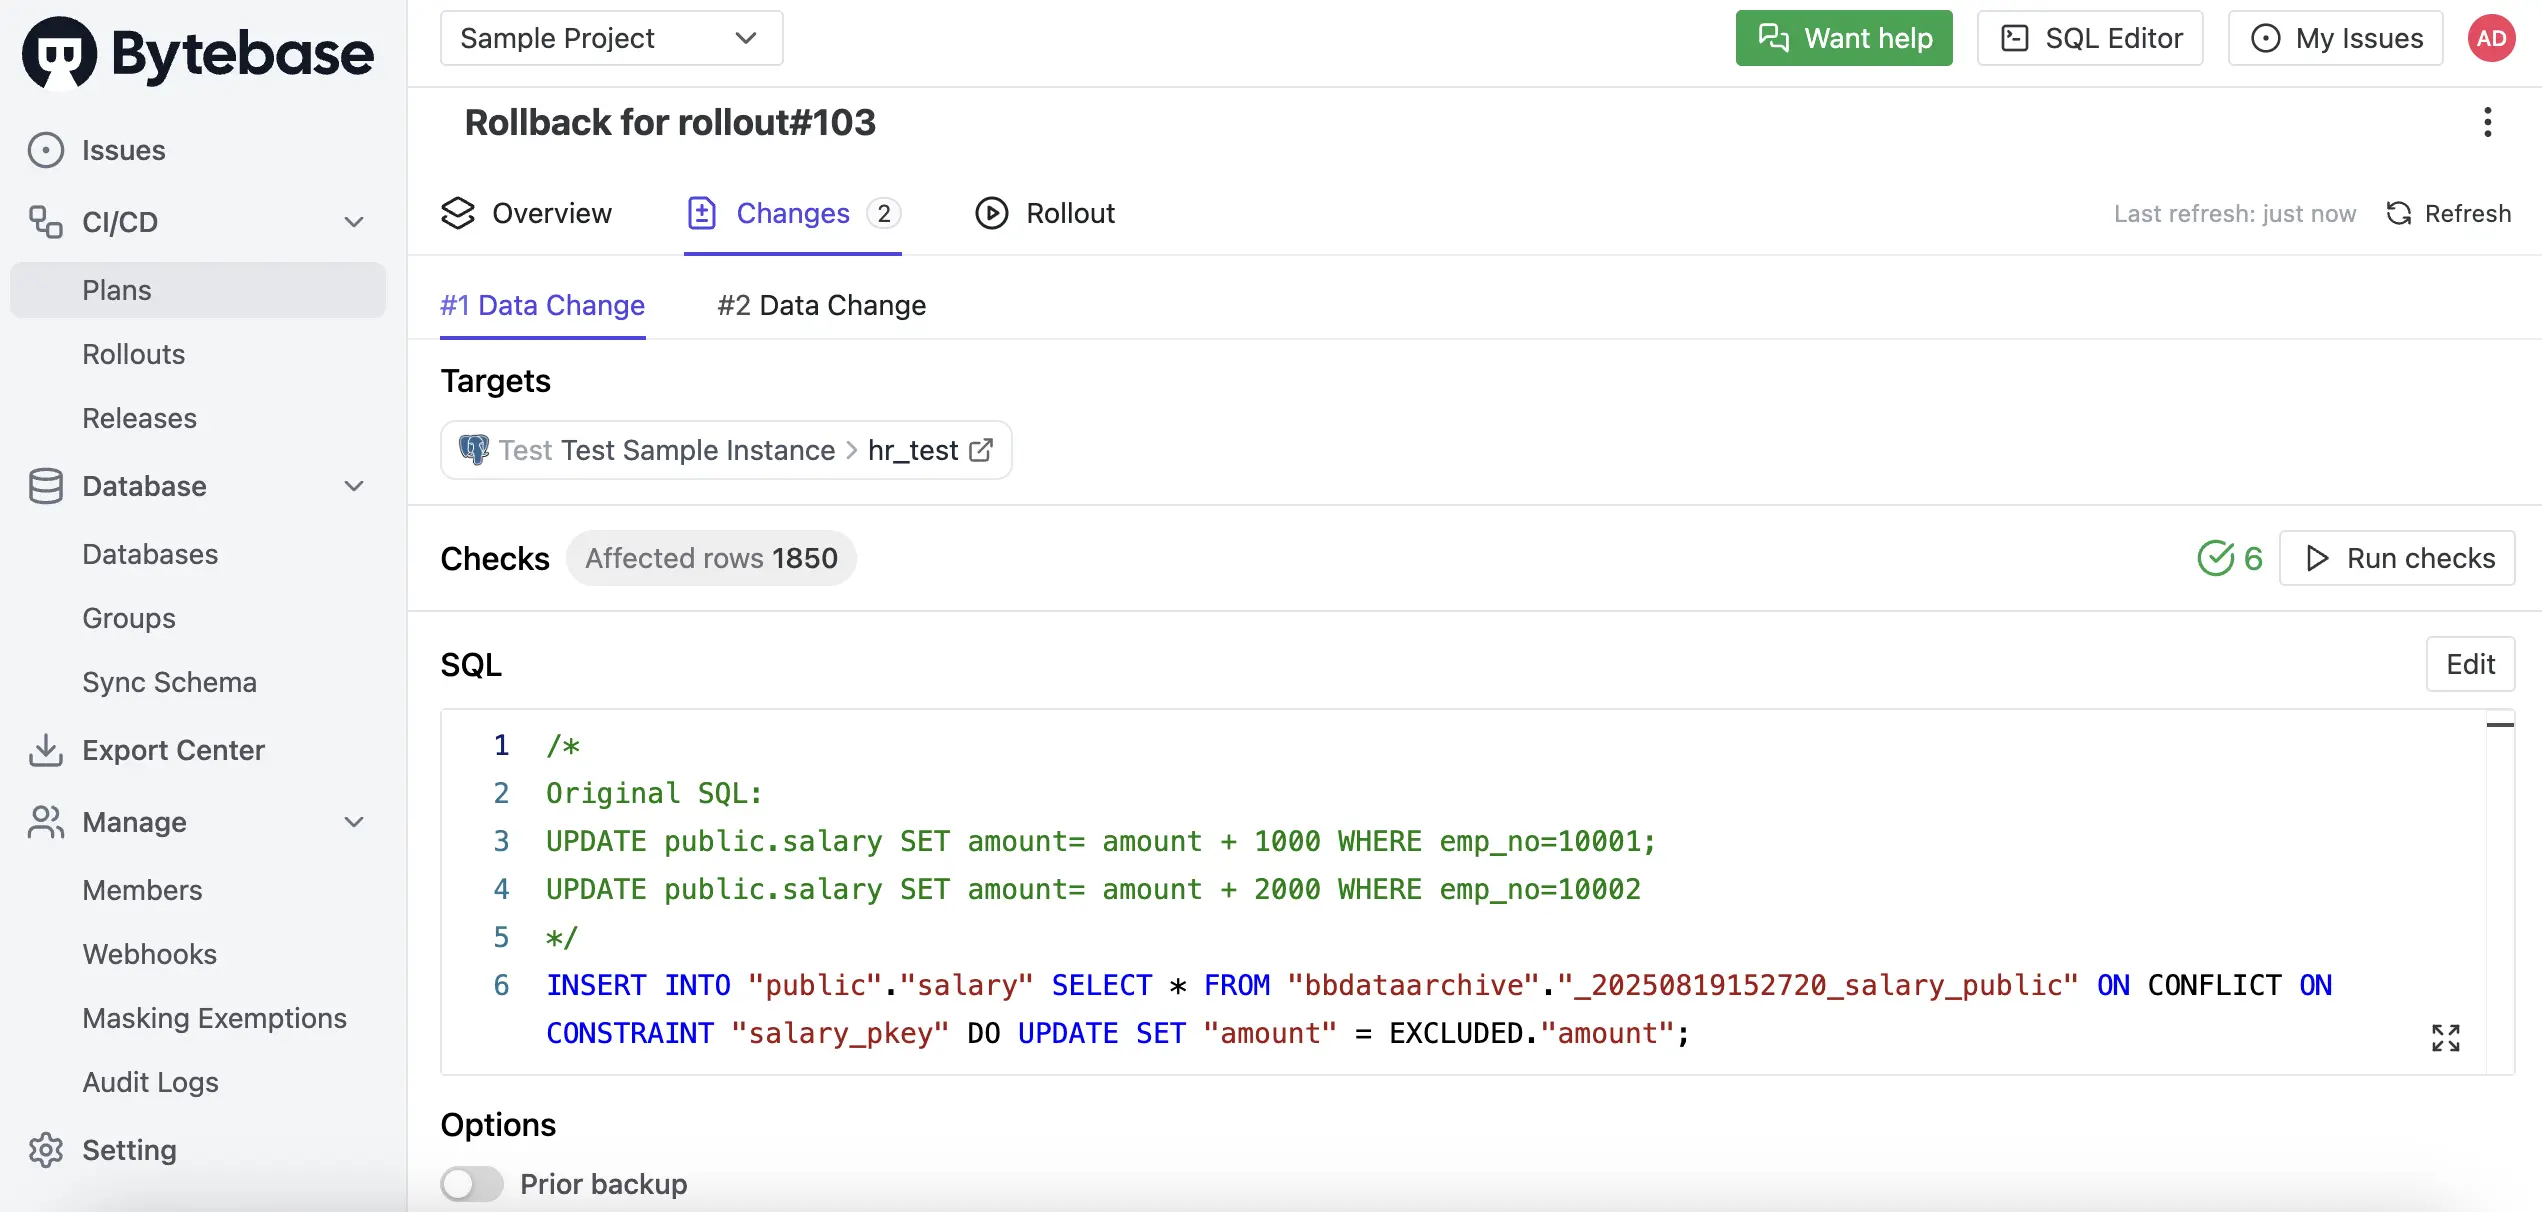 Bytebase
Sample Project
Want help
SQL Editor
My Issues
AD
Issues
CI/CD
Plans
Rollouts
Releases
Database
Databases
Groups
Sync Schema
Export Center
Manage
Members
Webhooks
Masking Exemptions
Audit Logs
Setting
Rollback for rollout#103
Overview
Changes 2
Rollout
Last refresh: just now
Refresh
#1 Data Change
#2 Data Change
Targets
Test Test Sample Instance > hr_test
Checks
Affected rows 1850
6
Run checks
SQL
Edit
1 /*
2 Original SQL:
3 UPDATE public.salary SET amount= amount + 1000 WHERE emp_no=10001;
4 UPDATE public.salary SET amount= amount + 2000 WHERE emp_no=10002
5 */
6 INSERT INTO "public"."salary" SELECT * FROM "bbdataarchive"."_20250819152720_salary_public" ON CONFLICT ON
CONSTRAINT "salary_pkey" DO UPDATE SET "amount" = EXCLUDED."amount";
Options
Prior backup